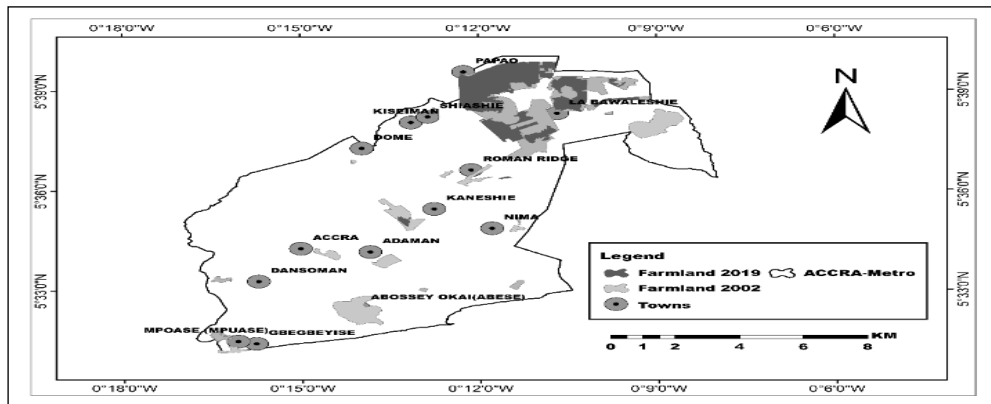 0°18'0"W 0°15'0"W 0°12'0"W 0°9'0"W 0°6'0"W
PAPAO
N
5°39'0"N
5°39'0"N
LA BAWALESHIE
SHIASHIE
KISEIMAN
DOME
ROMAN RIDGE
5°36'0"N
5°36'0"N
KANESHIE
NIMA
ACCRA
ADAMAN
Legend
Farmland 2019
ACCRA-Metro
Farmland 2002
Towns
DANSOMAN
5°33'0"N
5°33'0"N
ABOSSEY OKAI(ABESE)
MPOASE (MPUASE)
GBEGBEYISE
KM
0 1 2 4 6 8
0°18'0"W 0°15'0"W 0°12'0"W 0°9'0"W 0°6'0"W